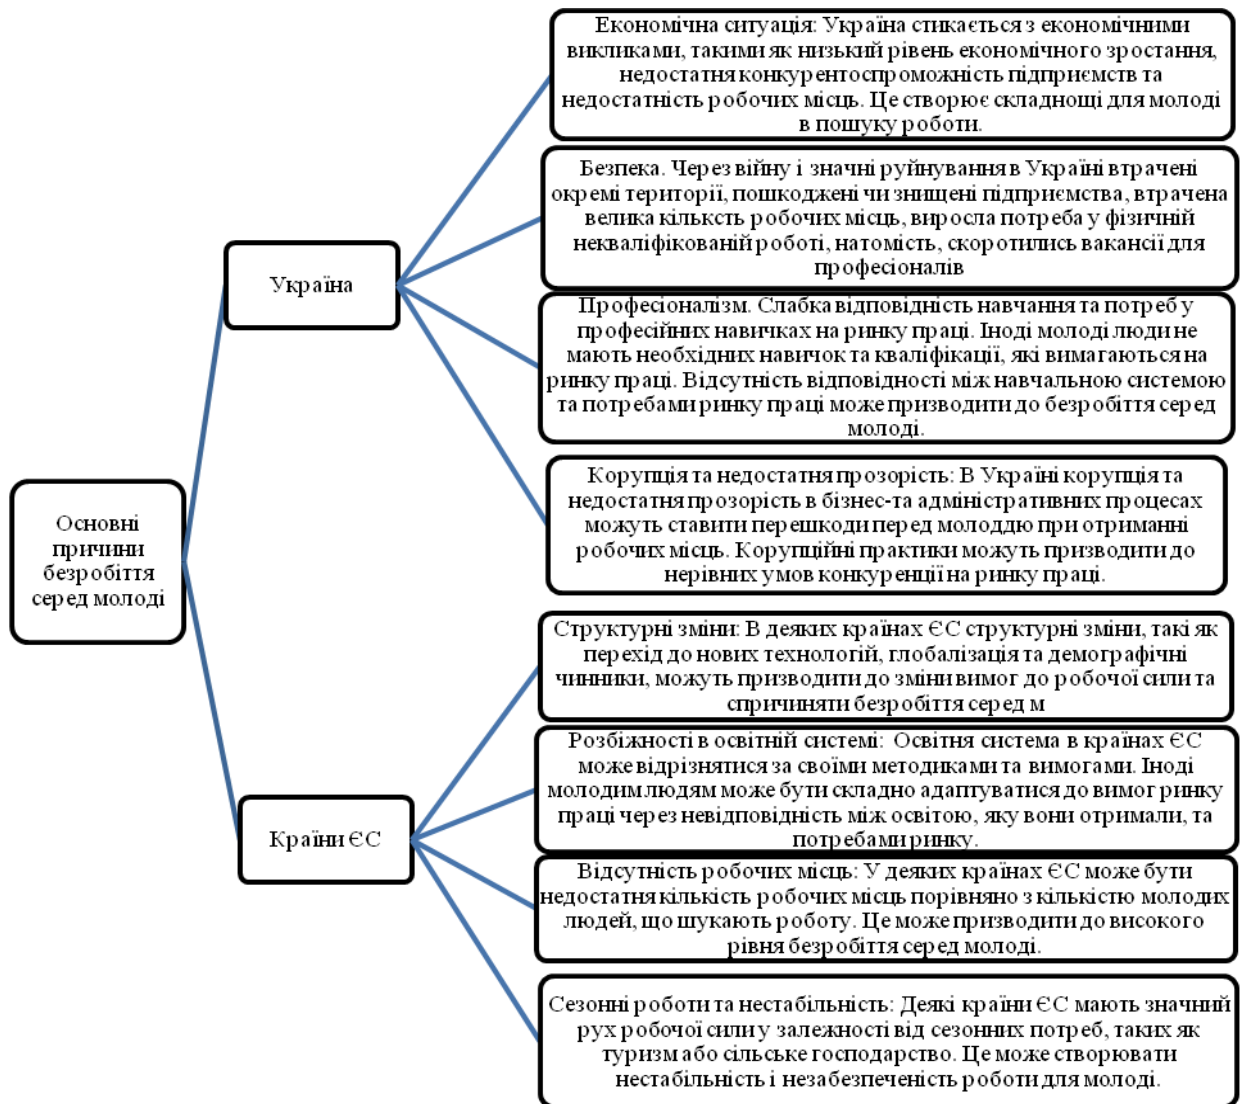 Основні
причини
безробіття
серед молоді
Україна
Економічна ситуація: Україна стикається з економічними
викликами, такими як низький рівень економічного зростання,
недостатня конкурентоспроможність підприємств та
недостатність робочих місць. Це створює складнощі для молоді
в пошуку роботи.
Безпека. Через війну і значні руйнування в Україні втрачені
окремі території, пошкоджені чи знищені підприємства, втрачена
велика кільксть робочих місць, виросла потреба у фізичній
некваліфікованій роботі, натомість, скоротились вакансії для
професіоналів
Професіоналізм. Слабка відповідність навчання та потреб у
професійних навичках на ринку праці. Іноді молоді люди не
мають необхідних навичок та кваліфікації, які вимагаються на
ринку праці. Відсутність відповідності між навчальною системою
та потребами ринку праці може призводити до безробіття серед
молоді.
Корупція та недостатня прозорість: В Україні корупція та
недостатня прозорість в бізнес-та адміністративних процесах
можуть ставити перешкоди перед молоддю при отриманні
робочих місць. Корупційні практики можуть призводити до
нерівних умов конкуренції на ринку праці.
Країни ЄС
Структурні зміни: В деяких країнах ЄС структурні зміни, такі як
перехід до нових технологій, глобалізація та демографічні
чинники, можуть призводити до зміни вимог до робочої сили та
спричиняти безробіття серед м
Розбіжності в освітній системі: Освітня система в країнах ЄС
може відрізнятися за своїми методиками та вимогами. Іноді
молодим людям може бути складно адаптуватися до вимог ринку
праці через невідповідність між освітою, яку вони отримали, та
потребами ринку.
Відсутність робочих місць: У деяких країнах ЄС може бути
недостатня кількість робочих місць порівняно з кількістю молодих
людей, що шукають роботу. Це може призводити до високого
рівня безробіття серед молоді.
Сезонні роботи та нестабільність: Деякі країни ЄС мають значний
рух робочої сили у залежності від сезонних потреб, таких як
туризм або сільське господарство. Це може створювати
нестабільність і незабезпеченість роботи для молоді.